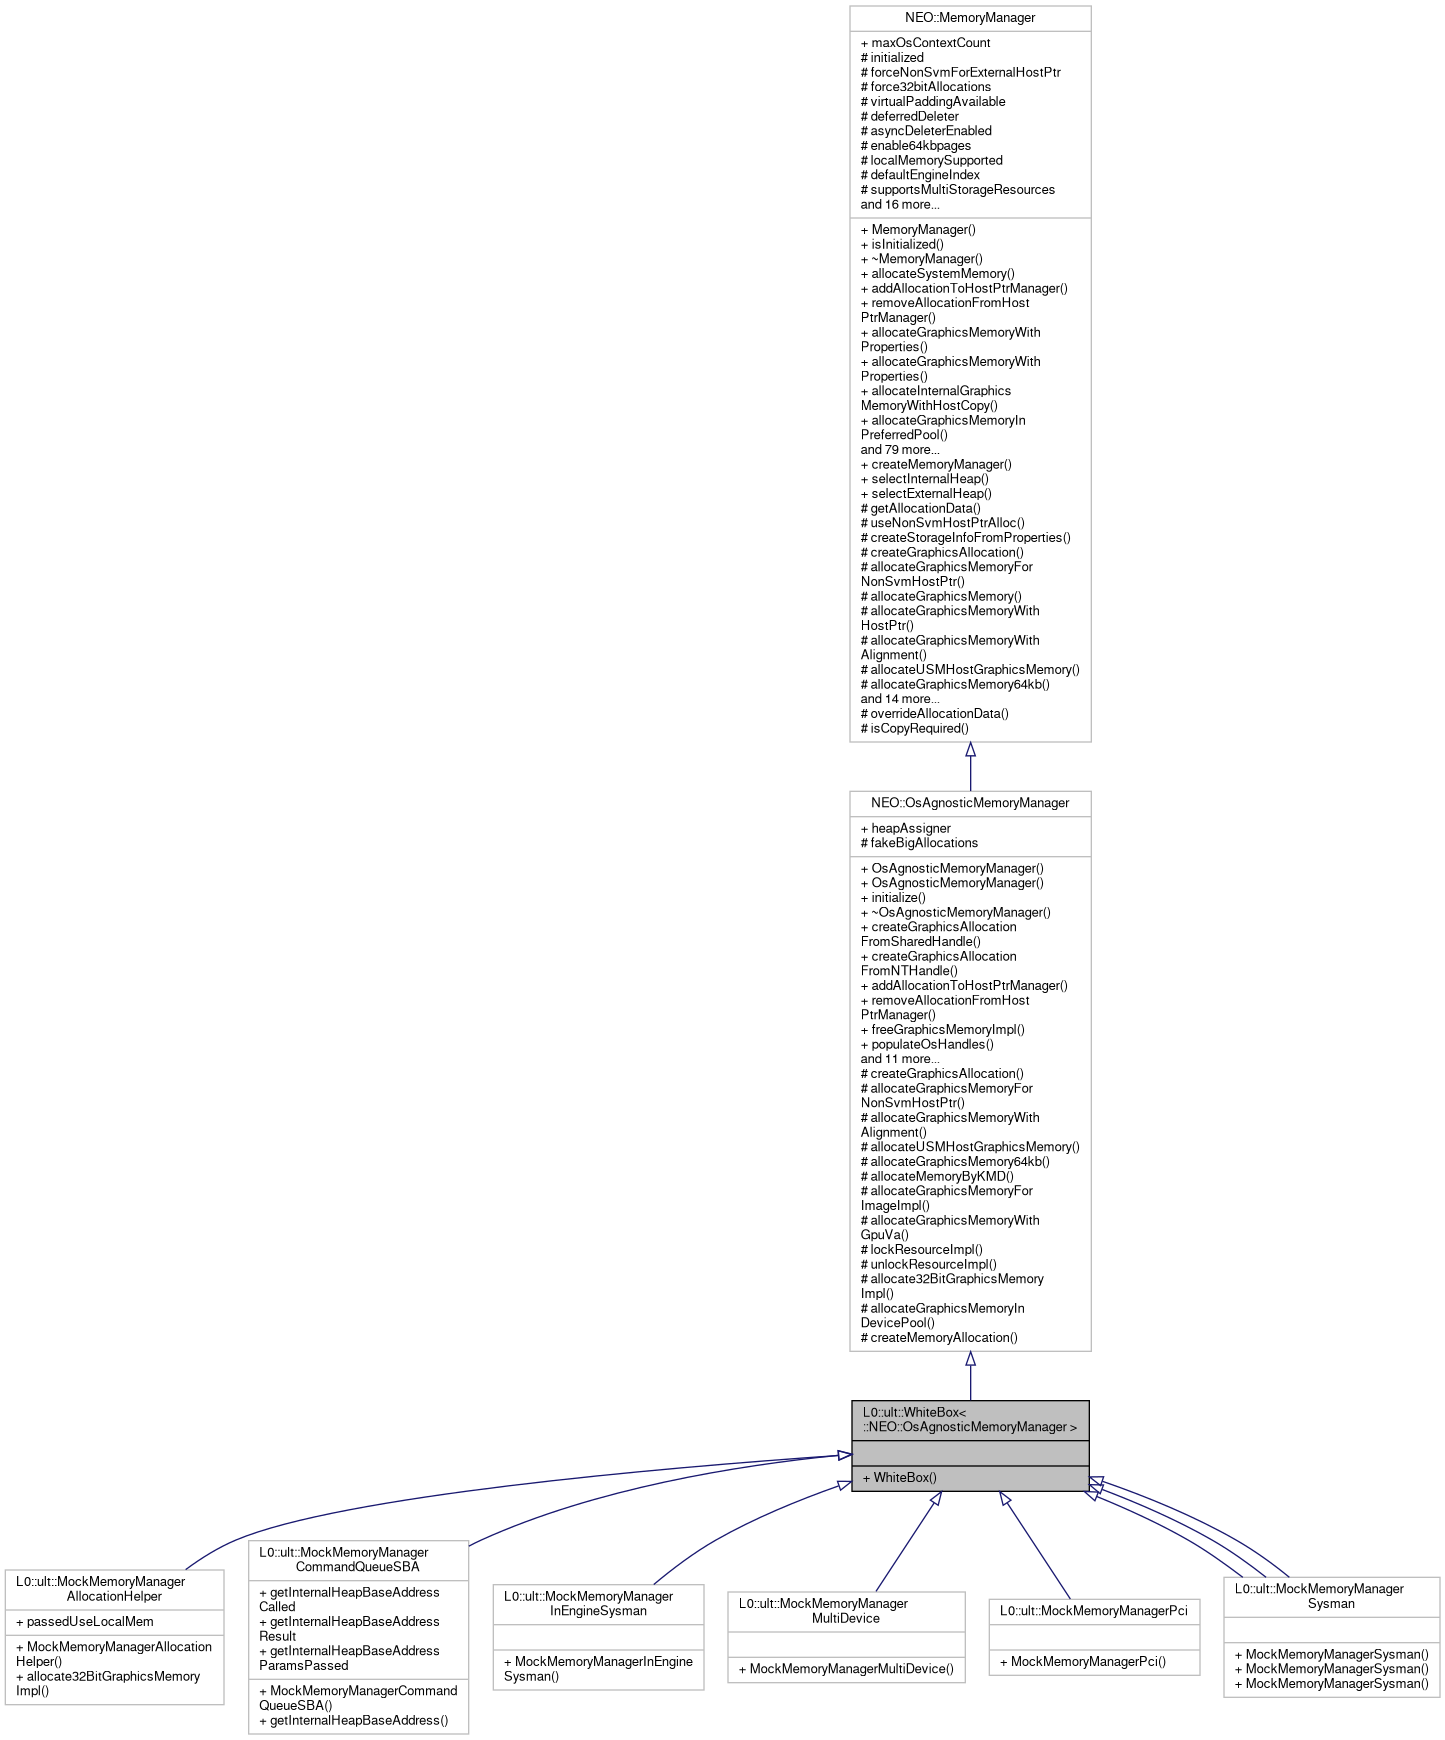 NEO::MemoryManager
+ maxOsContextCount
# initialized
# forceNonSvmForExternalHostPtr
# force32bitAllocations
# virtualPaddingAvailable
# deferredDeleter
# asyncDeleterEnabled
# enable64kbpages
# localMemorySupported
# defaultEngineIndex
# supportsMultiStorageResources
and 16 more...
+ MemoryManager()
+ isInitialized()
+ ~MemoryManager()
+ allocateSystemMemory()
+ addAllocationToHostPtrManager()
+ removeAllocationFromHost
PtrManager()
+ allocateGraphicsMemoryWith
Properties()
+ allocateGraphicsMemoryWith
Properties()
+ allocateInternalGraphics
MemoryWithHostCopy()
+ allocateGraphicsMemoryIn
PreferredPool()
and 79 more...
+ createMemoryManager()
+ selectInternalHeap()
+ selectExternalHeap()
# getAllocationData()
# useNonSvmHostPtrAlloc()
# createStorageInfoFromProperties()
# createGraphicsAllocation()
# allocateGraphicsMemoryFor
NonSvmHostPtr()
# allocateGraphicsMemory()
# allocateGraphicsMemoryWith
HostPtr()
# allocateGraphicsMemoryWith
Alignment()
# allocateUSMHostGraphicsMemory()
# allocateGraphicsMemory64kb()
and 14 more...
# overrideAllocationData()
# isCopyRequired()
NEO::OsAgnosticMemoryManager
+ heapAssigner
# fakeBigAllocations
+ OsAgnosticMemoryManager()
+ OsAgnosticMemoryManager()
+ initialize()
+ ~OsAgnosticMemoryManager()
+ createGraphicsAllocation
FromSharedHandle()
+ createGraphicsAllocation
FromNTHandle()
+ addAllocationToHostPtrManager()
+ removeAllocationFromHost
PtrManager()
+ freeGraphicsMemoryImpl()
+ populateOsHandles()
and 11 more...
# createGraphicsAllocation()
# allocateGraphicsMemoryFor
NonSvmHostPtr()
# allocateGraphicsMemoryWith
Alignment()
# allocateUSMHostGraphicsMemory()
# allocateGraphicsMemory64kb()
# allocateMemoryByKMD()
# allocateGraphicsMemoryFor
ImageImpl()
# allocateGraphicsMemoryWith
GpuVa()
# lockResourceImpl()
# unlockResourceImpl()
# allocate32BitGraphicsMemory
Impl()
# allocateGraphicsMemoryIn
DevicePool()
# createMemoryAllocation()
L0::ult::WhiteBox<
::NEO::OsAgnosticMemoryManager >
+ WhiteBox()
L0::ult::MockMemoryManager
AllocationHelper
+ passedUseLocalMem
+ MockMemoryManagerAllocation
Helper()
+ allocate32BitGraphicsMemory
Impl()
L0::ult::MockMemoryManager
CommandQueueSBA
+ getInternalHeapBaseAddress
Called
+ getInternalHeapBaseAddress
Result
+ getInternalHeapBaseAddress
ParamsPassed
+ MockMemoryManagerCommand
QueueSBA()
+ getInternalHeapBaseAddress()
L0::ult::MockMemoryManager
InEngineSysman
+ MockMemoryManagerInEngine
Sysman()
L0::ult::MockMemoryManager
MultiDevice
+ MockMemoryManagerMultiDevice()
L0::ult::MockMemoryManagerPci
+ MockMemoryManagerPci()
L0::ult::MockMemoryManager
Sysman
+ MockMemoryManagerSysman()
+ MockMemoryManagerSysman()
+ MockMemoryManagerSysman()